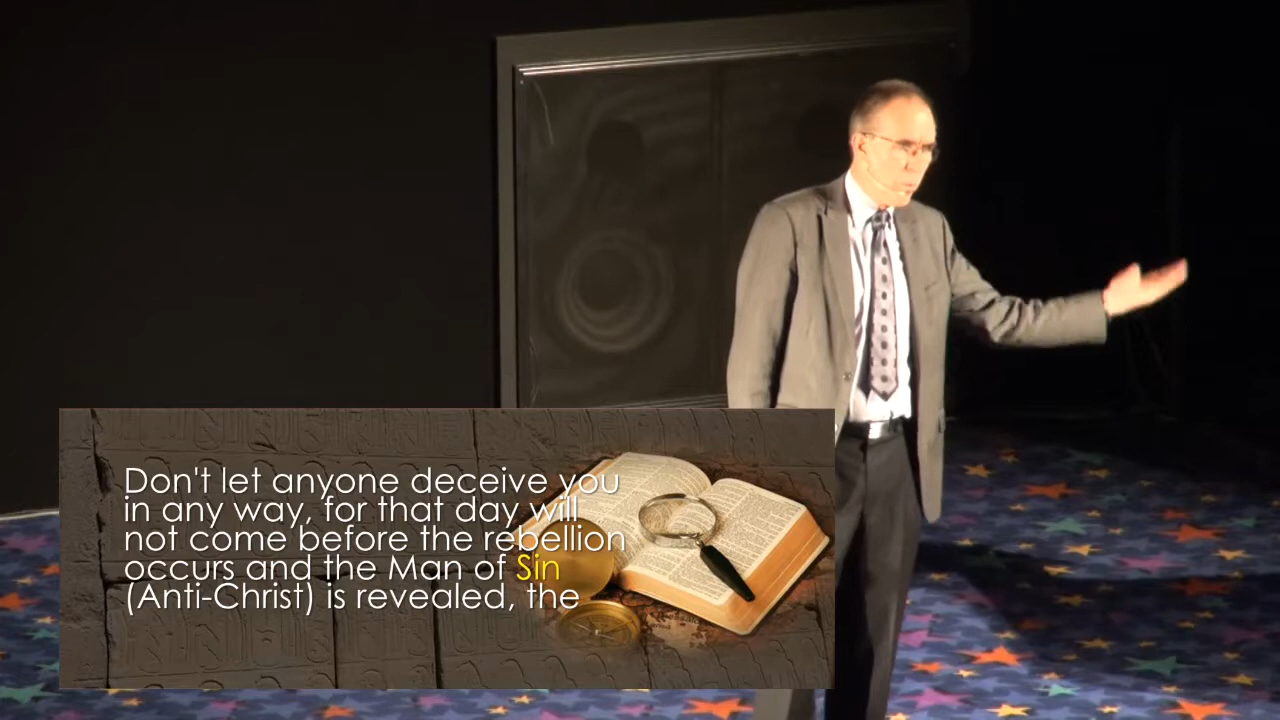 Don't let anyone deceive you
in any way, for that day will
not come before the rebellion
occurs and the Man of Sin
(Anti-Christ) is revealed, the